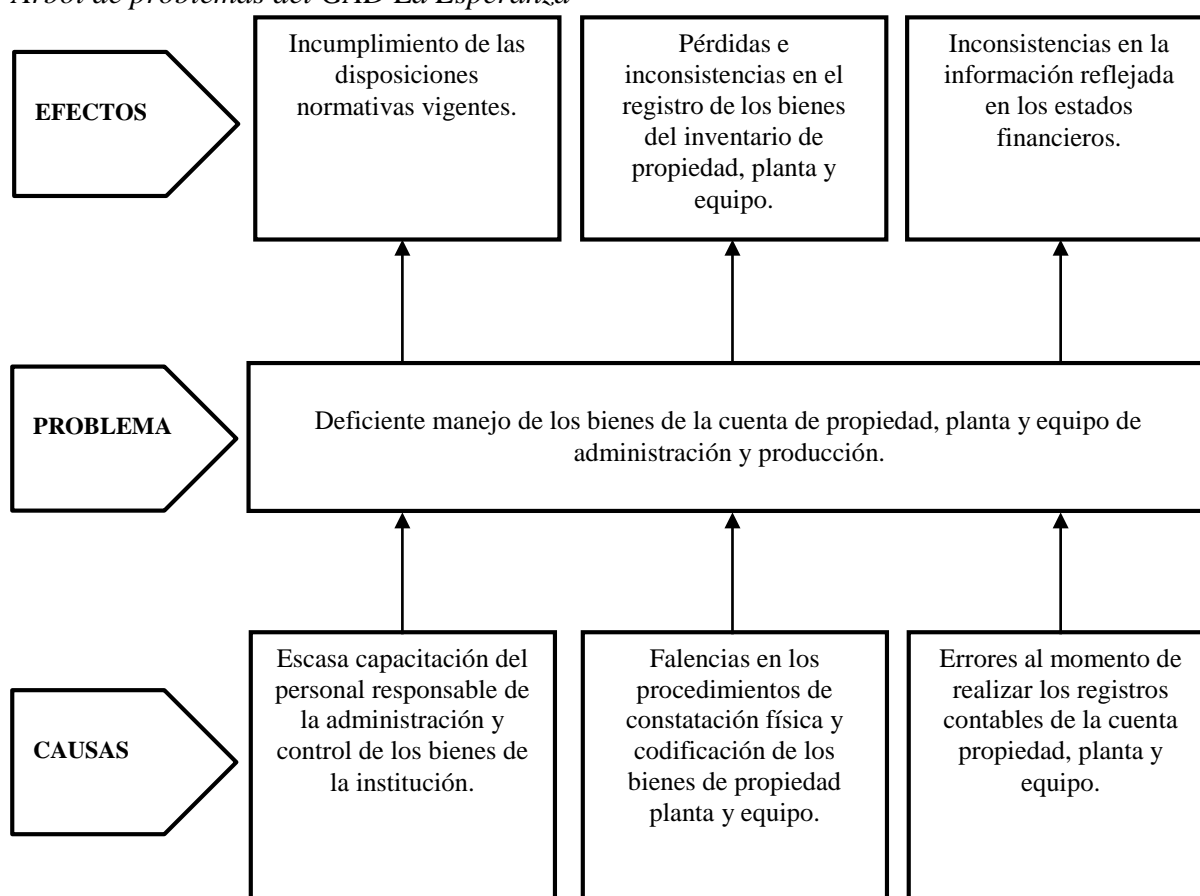 Árbol de problemas del GAD La Esperanza
EFECTOS
Incumplimiento de las
disposiciones
normativas vigentes.
Pérdidas e
inconsistencias en el
registro de los bienes
del inventario de
propiedad, planta y
equipo.
Inconsistencias en la
información reflejada
en los estados
financieros.
PROBLEMA
Deficiente manejo de los bienes de la cuenta de propiedad, planta y equipo de
administración y producción.
CAUSAS
Escasa capacitación del
personal responsable de
la administración y
control de los bienes de
la institución.
Falencias en los
procedimientos de
constatación física y
codificación de los
bienes de propiedad
planta y equipo.
Errores al momento de
realizar los registros
contables de la cuenta
propiedad, planta y
equipo.